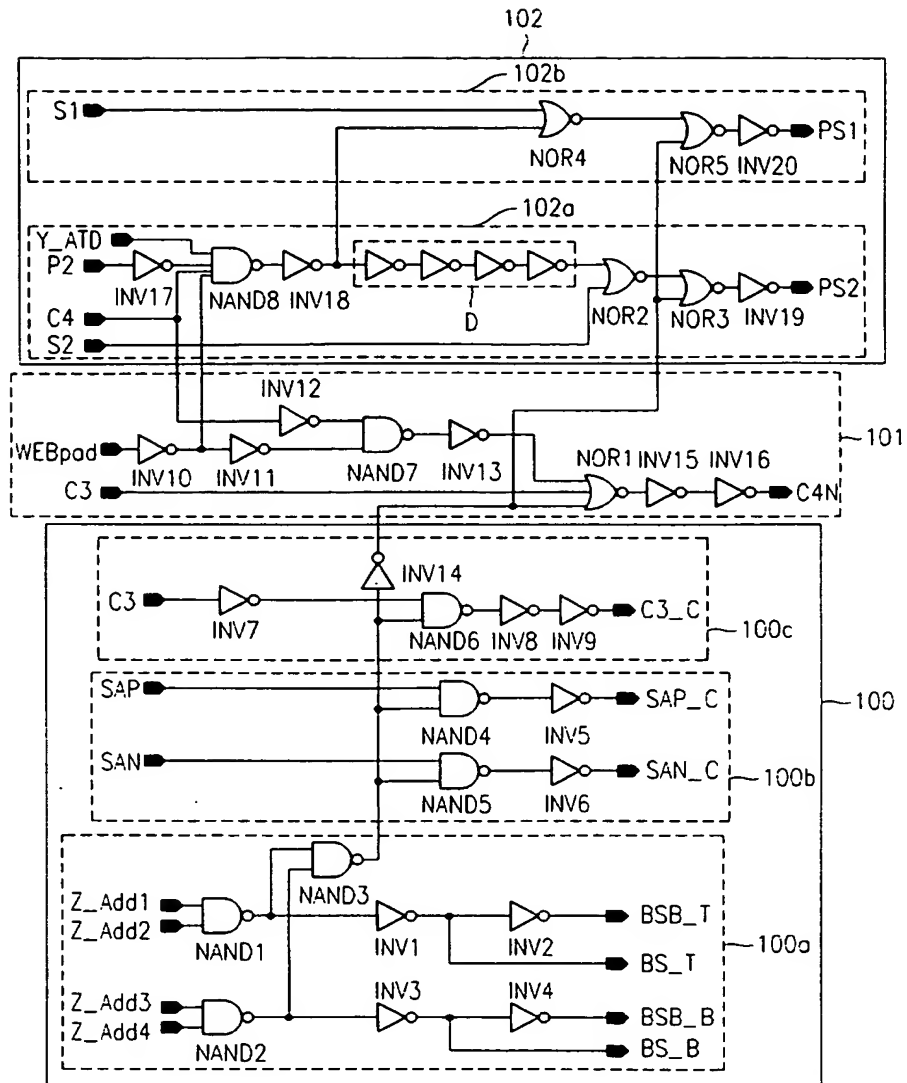 102
102b
S1
PS1
NOR4
NOR5 INV20
102a
Y_ATD
P2
PS2
INV17
NAND8 INV18
D
NOR2
NOR3 INV19
C4
S2
INV12
101
WEBpad
INV10
INV11
NAND7
INV13
NOR1 INV15 INV16
C3
C4N
INV14
C3
C3_C
INV7
NAND6 INV8 INV9
100c
SAP
SAP_C
100
NAND4
INV5
SAN
SAN_C
NAND5
INV6
100b
NAND3
Z_Add1
Z_Add2
BSB_T
NAND1
INV1
INV2
100a
BS_T
INV3
INV4
Z_Add3
Z_Add4
BSB_B
NAND2
BS_B